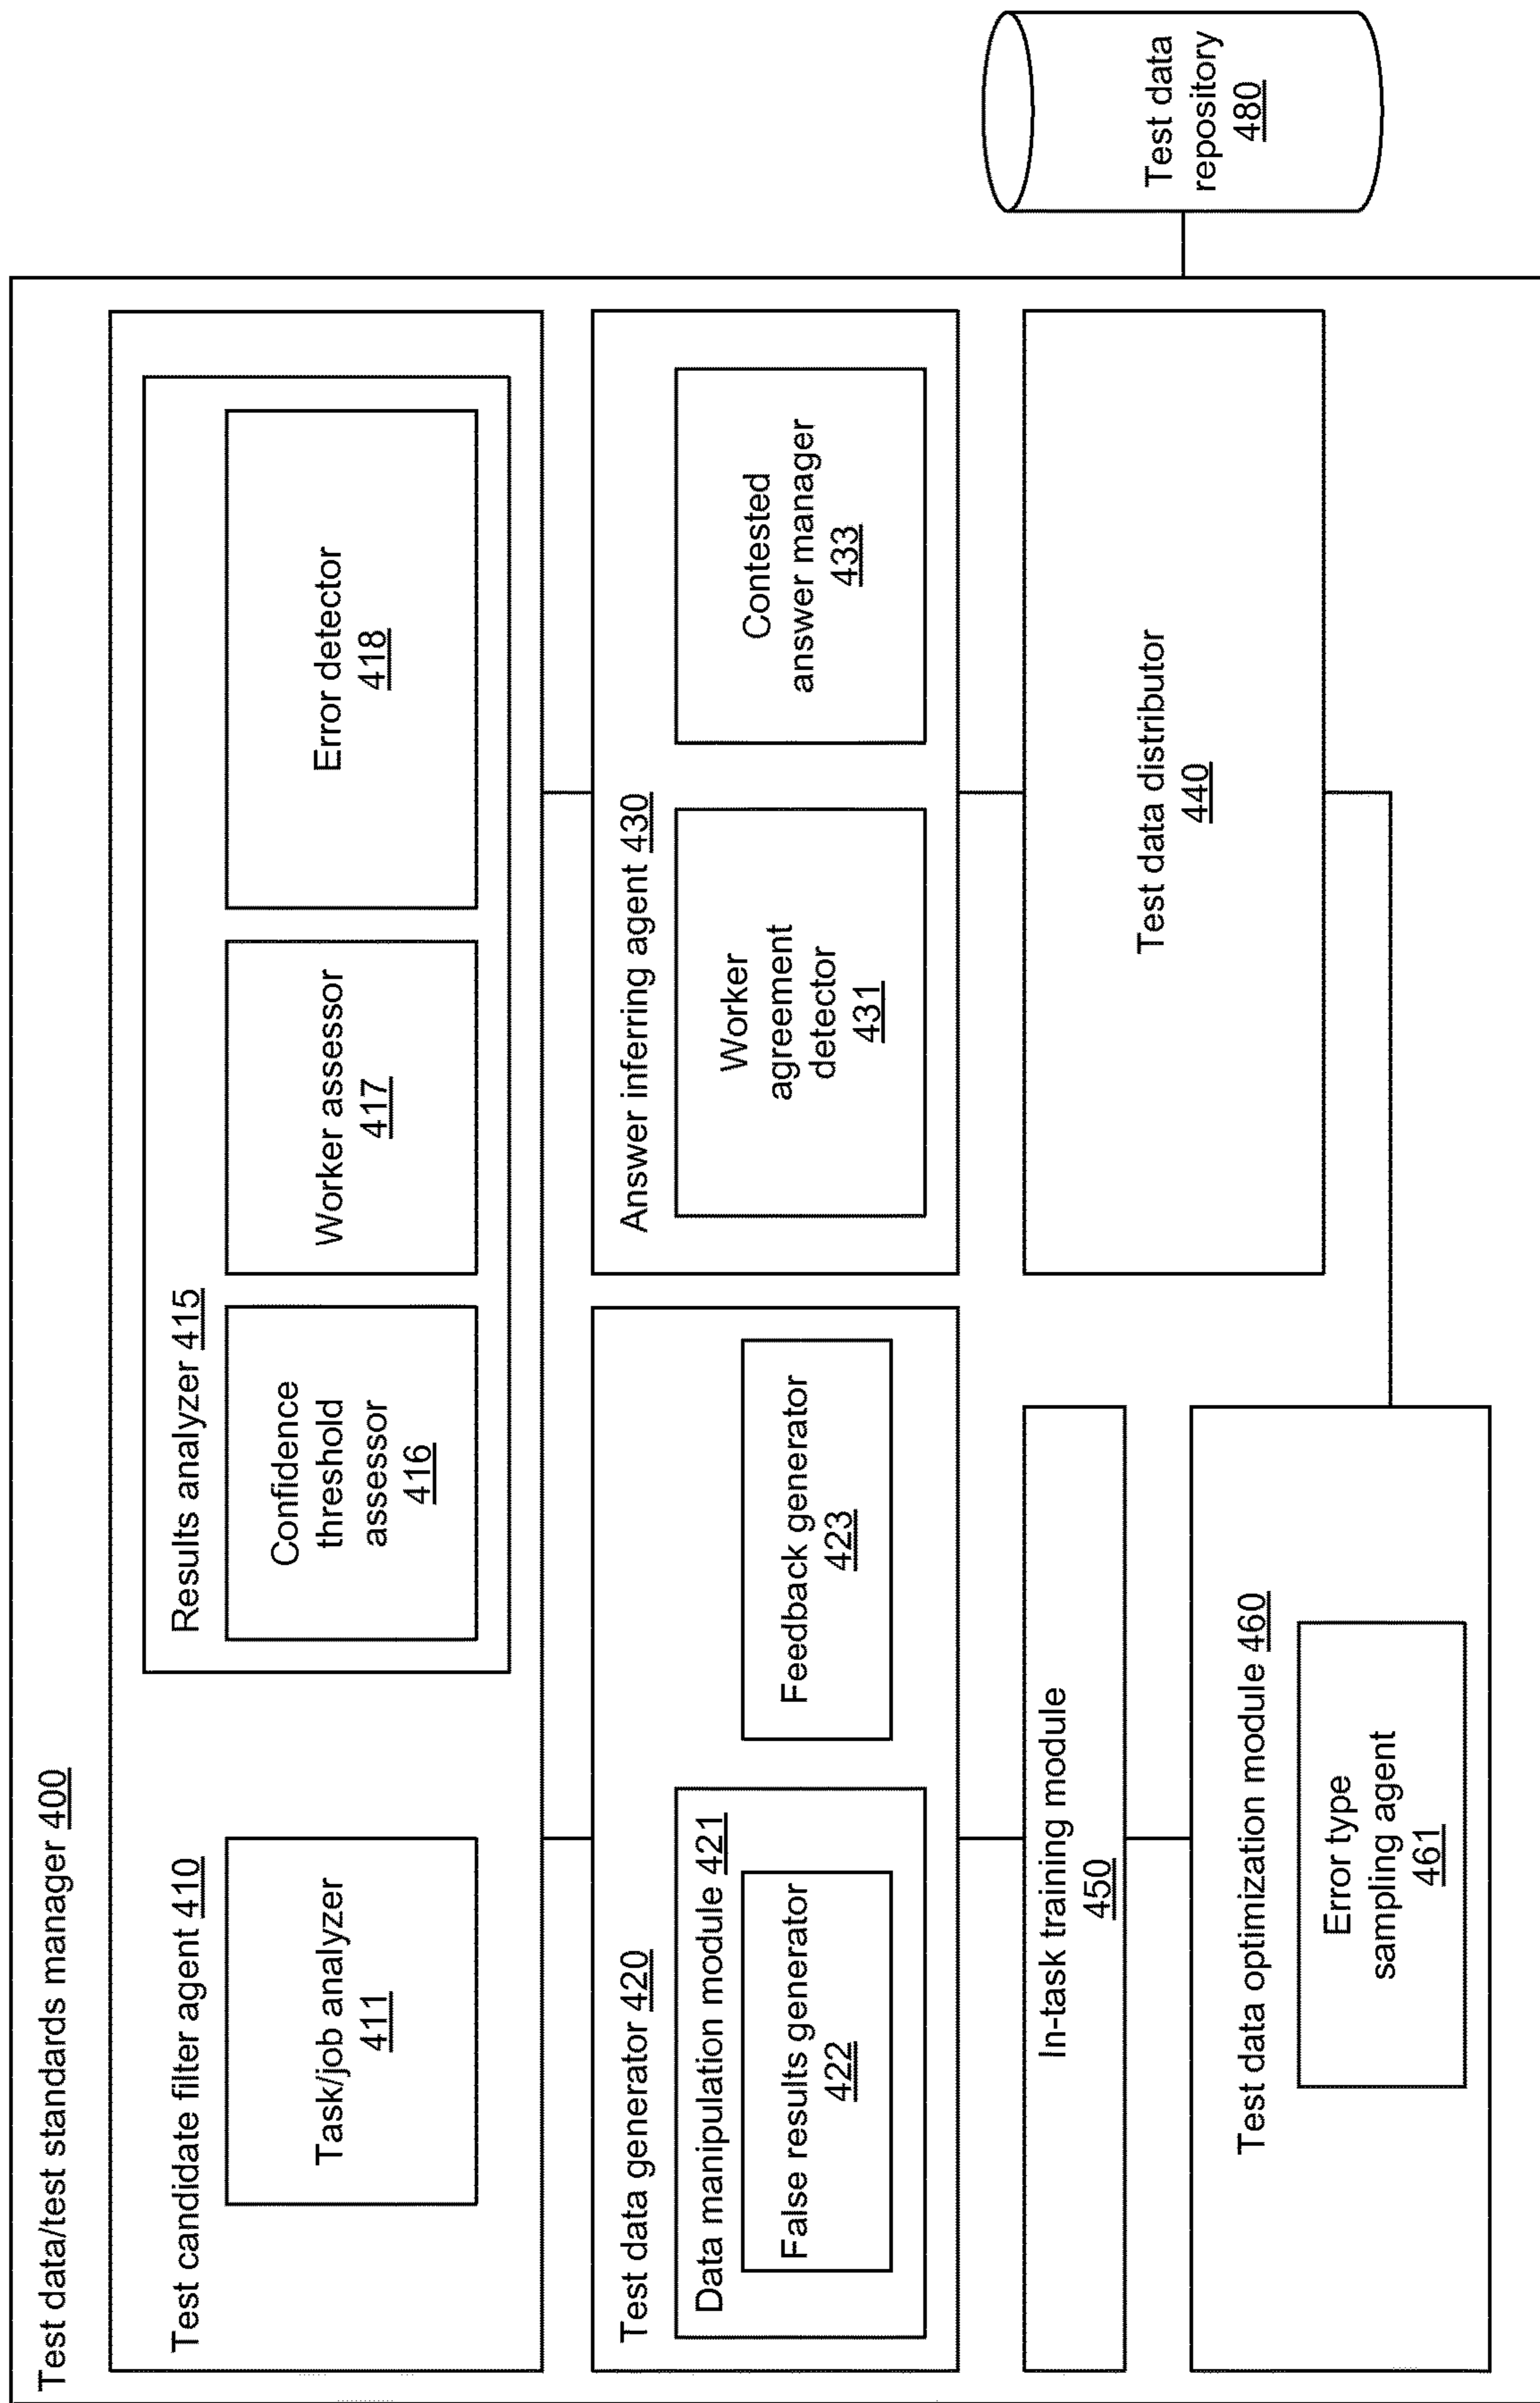 Test data/test standards manager 400
Test candidate filter agent 410
Task/job analyzer
411
Results analyzer 415
Confidence
threshold
assessor
416
Worker assessor
417
Error detector
418
Test data generator 420
Data manipulation module 421
False results generator
422
Feedback generator
423
Answer inferring agent 430
Worker
agreement
detector
431
Contested
answer manager
433
In-task training module
450
Test data distributor
440
Test data optimization module 460
Error type
sampling agent
461
Test data
repository
480